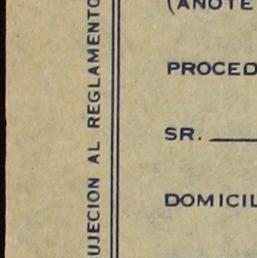 UJECION AL REGLAMENTO
(ANOTE
PROCED
SR.
DOMICIL